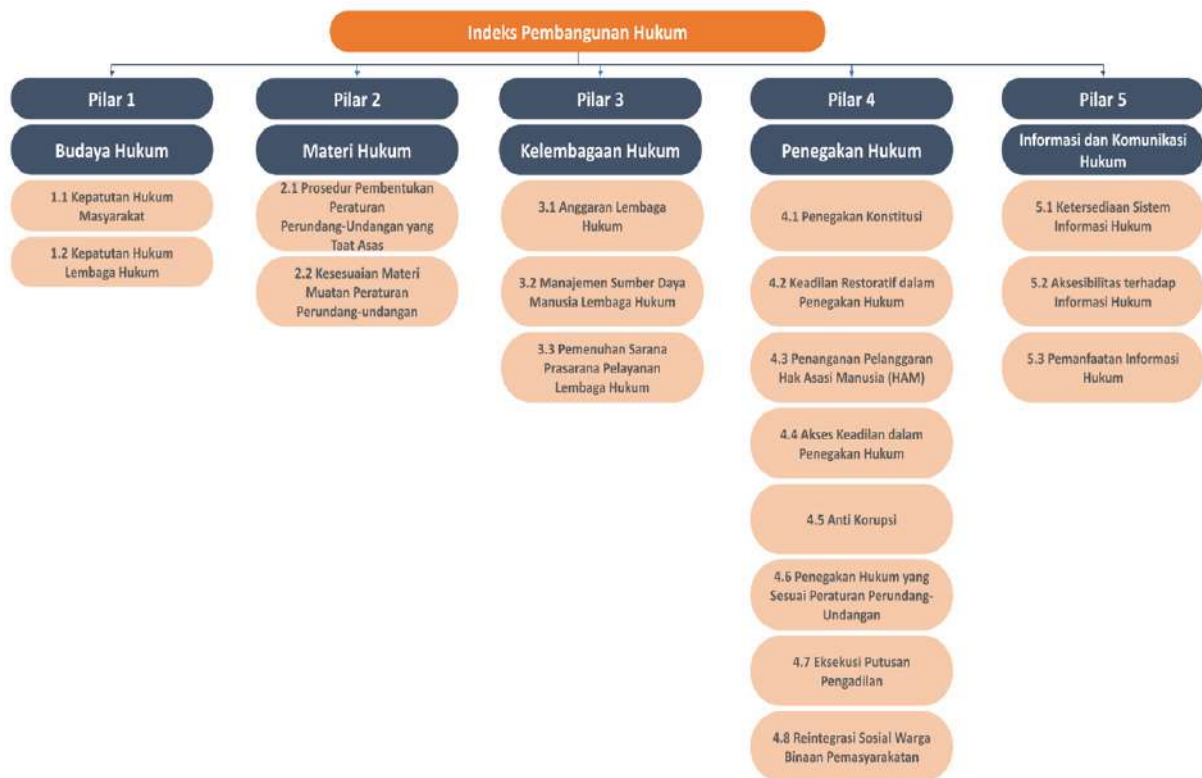 Indeks Pembangunan Hukum
Pilar 1
Budaya Hukum
1.1 Kepatutan Hukum
Masyarakat
1.2 Kepatutan Hukum
Lembaga Hukum
Pilar 2
Materi Hukum
2.1 Prosedur Pembentukan
Peraturan
Perundang-Undangan yang
Taat Asas
2.2 Kesesuaian Materi
Muatan Peraturan
Perundang-undangan
Pilar 3
Kelembagaan Hukum
3.1 Anggaran Lembaga
Hukum
3.2 Manajemen Sumber Daya
Manusia Lembaga Hukum
3.3 Pemenuhan Sarana
Prasarana Pelayanan
Lembaga Hukum
Pilar 4
Penegakan Hukum
4.1 Penegakan Konstitusi
4.2 Keadilan Restoratif dalam
Penegakan Hukum
4.3 Penanganan Pelanggaran
Hak Asasi Manusia (HAM)
4.4 Akses Keadilan dalam
Penegakan Hukum
4.5 Anti Korupsi
4.6 Penegakan Hukum yang
Sesuai Peraturan Perundang-
Undangan
4.7 Eksekusi Putusan
Pengadilan
4.8 Reintegrasi Sosial Warga
Binaan Pemasyarakatan
Pilar 5
Informasi dan Komunikasi
Hukum
5.1 Ketersediaan Sistem
Informasi Hukum
5.2 Aksesibilitas terhadap
Informasi Hukum
5.3 Pemanfaatan Informasi
Hukum